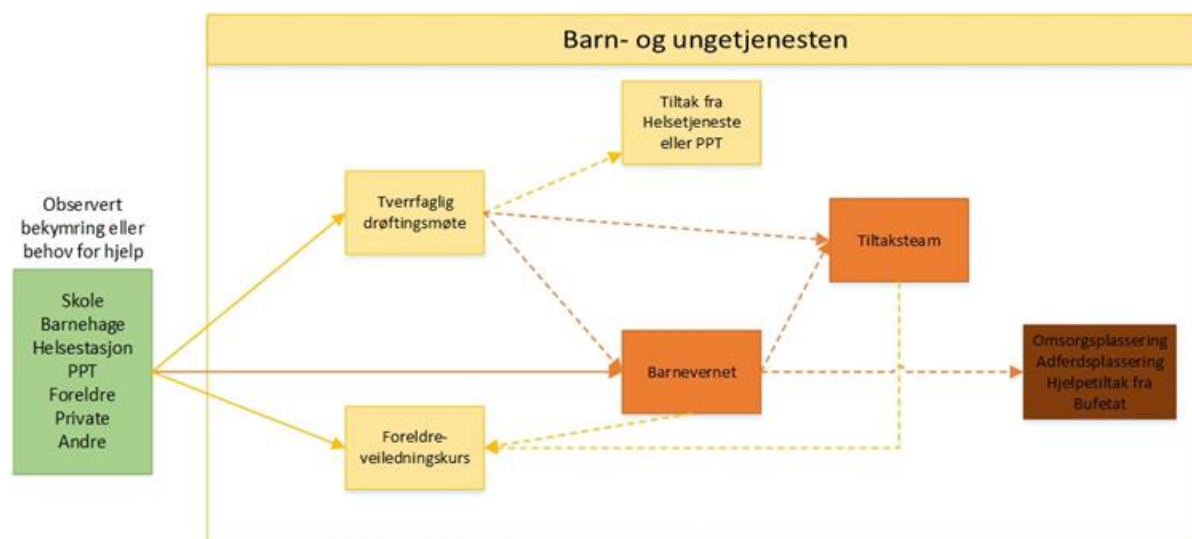 Barn- og ungetjenesten
Observert
bekymring eller
behov for hjelp
Skole
Barnehage
Helsestasjon
PPT
Foreldre
Private
Andre
Tverrfaglig
drøftingsmøte
Foreldre-
veiledningskurs
Tiltak fra
Helsetjeneste
eller PPT
Barnevernet
Tiltaksteam
Omsorgsplassering
Adferdsplassering
Hjelpetiltak fra
Bufetat